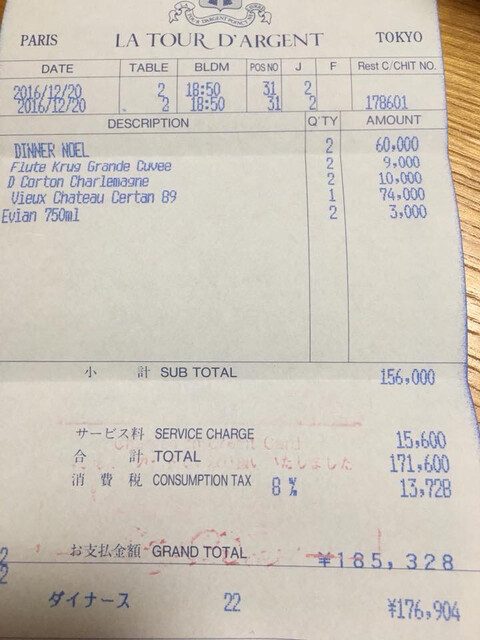 PARIS LA TOUR D'ARGENT TOKYO
DATE TABLE BLDM POS NO J F Rest C/CHIT NO.
2016/12/20 2 18:50 31 2
2016/12/20 2 18:50 31 2 178601
DESCRIPTION Q'TY AMOUNT
DINNER NOEL 2 60,000
Flute Krug Grande Cuvee 2 9,000
D Corton Charlemagne 2 10,000
Vieux Chateau Certan 89 1 74,000
Evian 750ml 2 3,000
小 計 SUB TOTAL 156,000
サービス料 SERVICE CHARGE 15,600
合 計 TOTAL 171,600
消 費 税 CONSUMPTION TAX 8 % 13,728
お支払金額 GRAND TOTAL ¥185,328
2
2
ダイナース 22 ¥176,904